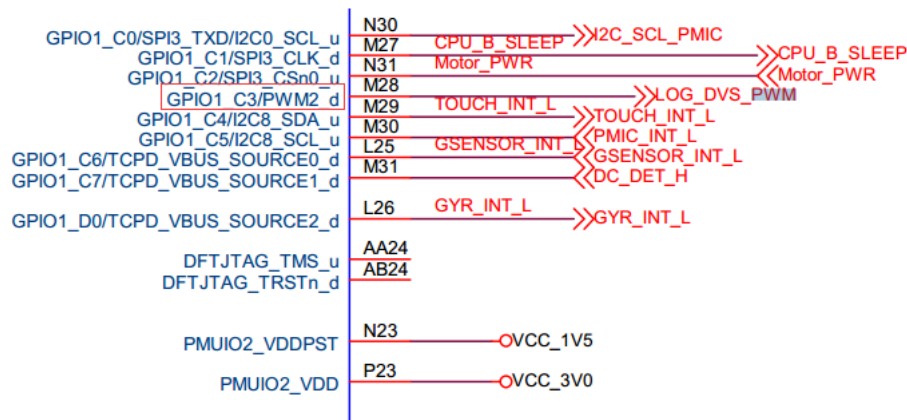 GPIO1_C0/SPI3_TXD/I2C0_SCL_u N30 I2C_SCL_PMIC
GPIO1_C1/SPI3_CLK_d M27 CPU_B_SLEEP CPU_B_SLEEP
GPIO1_C2/SPI3_CSn0_u N31 Motor_PWR Motor_PWR
GPIO1_C3/PWM2_d M28 LOG_DVS_PWM
GPIO1_C4/I2C8_SDA_u M29 TOUCH_INT_L TOUCH_INT_L
GPIO1_C5/I2C8_SCL_u M30 PMIC_INT_L
GPIO1_C6/TCPD_VBUS_SOURCE0_d L25 GSENSOR_INT_L GSENSOR_INT_L
GPIO1_C7/TCPD_VBUS_SOURCE1_d M31 DC_DET_H
GPIO1_D0/TCPD_VBUS_SOURCE2_d L26 GYR_INT_L GYR_INT_L
DFTJTAG_TMS_u AA24
DFTJTAG_TRSTn_d AB24
PMUIO2_VDDPST N23 VCC_1V5
PMUIO2_VDD P23 VCC_3V0